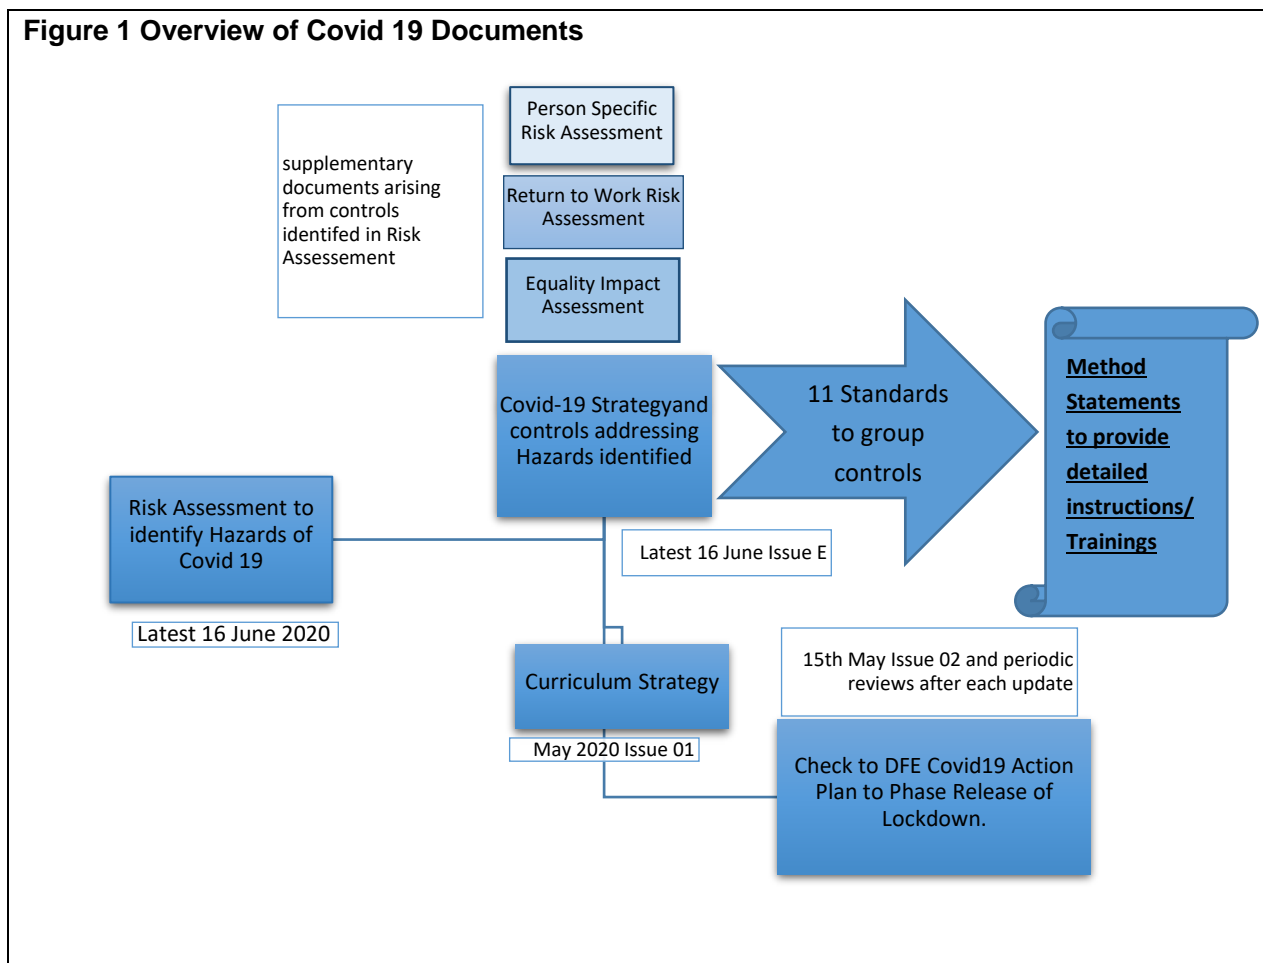 Figure 1 Overview of Covid 19 Documents
Person Specific
Risk Assessment
supplementary
documents arising
from controls
identifed in Risk
Assessement
Return to Work Risk
Assessment
Equality Impact
Assessment
Covid-19 Strategyand
controls addressing
Hazards identified
11 Standards
to group
controls
Method
Statements
to provide
detailed
instructions/
Trainings
Risk Assessment to
identify Hazards of
Covid 19
Latest 16 June Issue E
Latest 16 June 2020
Curriculum Strategy
May 2020 Issue 01
15th May Issue 02 and periodic
reviews after each update
Check to DFE Covid19 Action
Plan to Phase Release of
Lockdown.